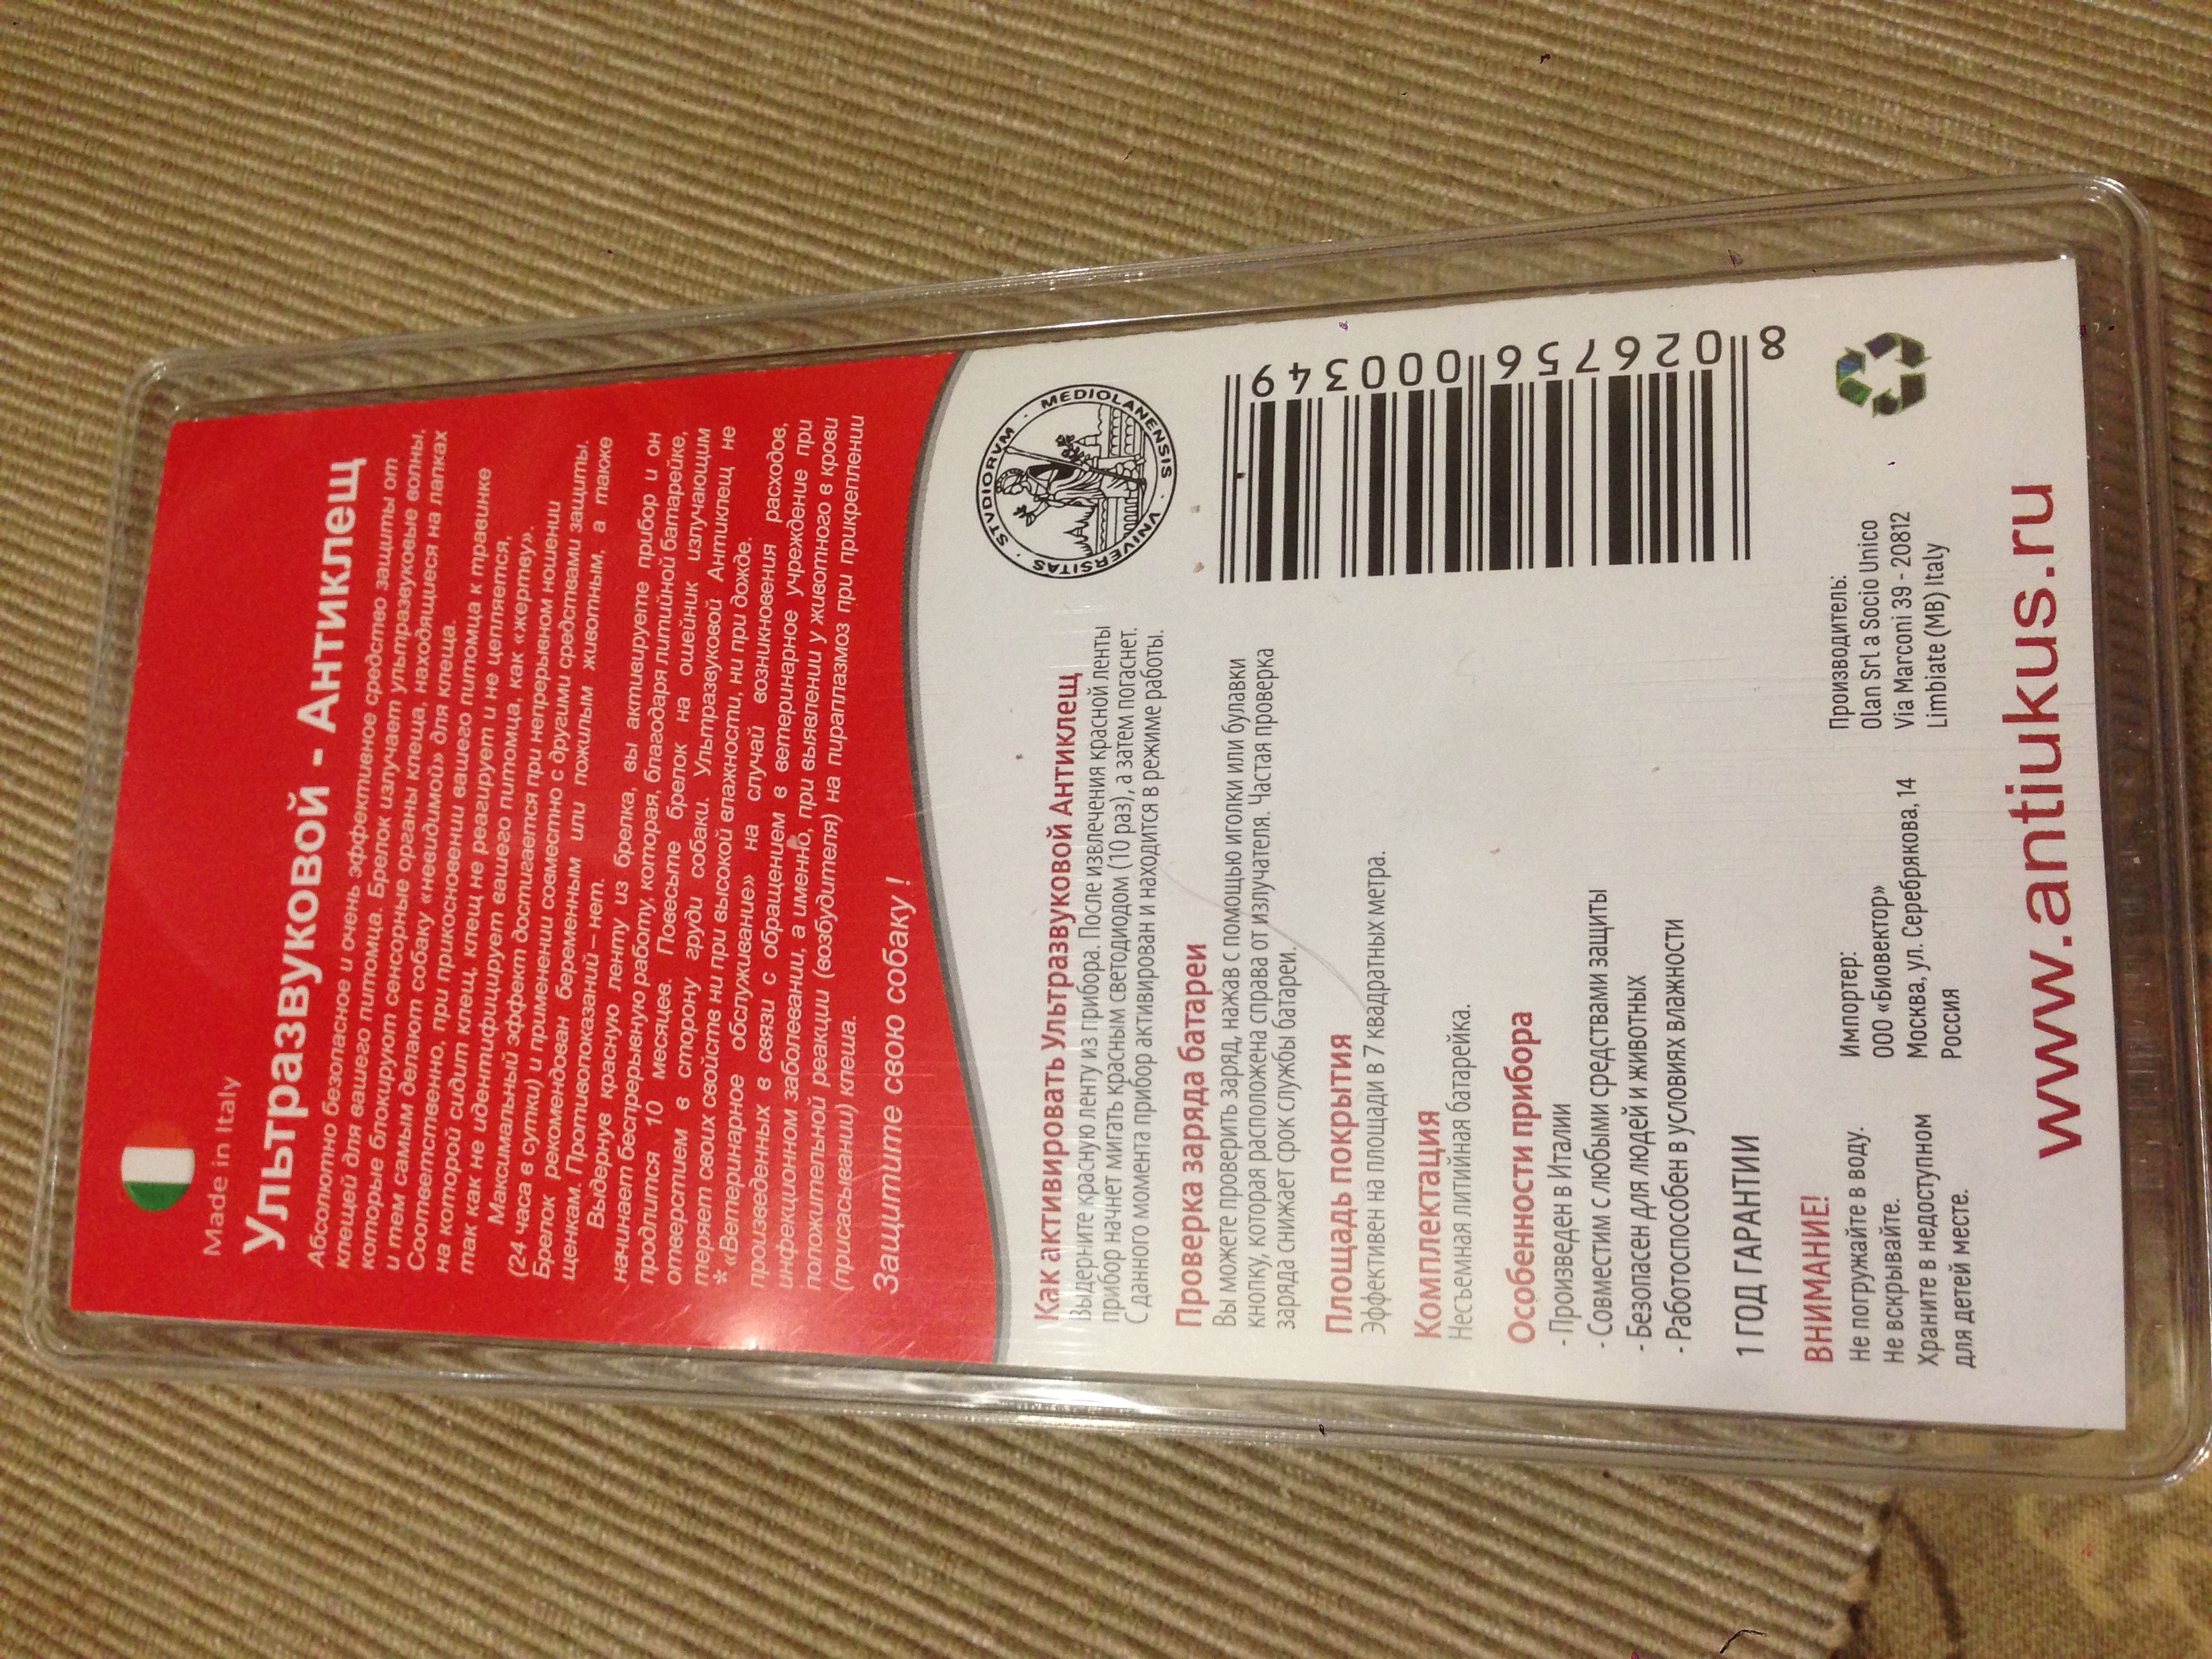 Made in Italy
Ультразвуковой - Антиклещ
Абсолютно безопасное и очень эффективное средство защиты от
клещей для вашего питомца. Брелок излучает ультразвуковые волны,
которые блокируют сенсорные органы клеща, находящиеся на лапках
и тем самым делают собаку «невидимой» для клеща.
Соответственно, при прикосновении вашего питомца к травинке
на которой сидит клещ, клещ не реагирует и не цепляется,
так как не идентифицирует вашего питомца, как «жертву».
Максимальный эффект достигается при непрерывном ношении
(24 часа в сутки) и применении совместно с другими средствами защиты.
Брелок рекомендован беременным или пожилым животным, а также
щенкам. Противопоказаний – нет.
Выдернув красную ленту из брелка, вы активируете прибор и он
начинает беспрерывную работу, которая, благодаря литийной батарейке,
продлится 10 месяцев. Повесьте брелок на ошейник излучающим
отверстием в сторону груди собаки. Ультразвуковой Антиклещ не
теряет своих свойств ни при высокой влажности, ни при дожде.
* «Ветеринарное обслуживание» на случай возникновения расходов,
произведенных в связи с обращением в ветеринарное учреждение при
инфекционном заболевании, а именно, при выявлении у животного в крови
положительной реакции (возбудителя) на пираплазмоз при прикреплении
(присасывании) клеша.
Защитите свою собаку !
UNIVERSITAS · STVDIORVM · MEDIOLANENSIS
Как активировать Ультразвуковой Антиклещ
Выдерните красную ленту из прибора. После извлечения красной ленты
прибор начнет мигать красным светодиодом (10 раз), а затем погаснет.
С данного момента прибор активирован и находится в режиме работы.
Проверка заряда батареи
Вы можете проверить заряд, нажав с помощью иголки или булавки
кнопку, которая расположена справа от излучателя. Частая проверка
заряда снижает срок службы батареи.
Площадь покрытия
Эффективен на площади в 7 квадратных метра.
Комплектация
Несъемная литийная батарейка.
Особенности прибора
- Произведен в Италии
- Совместим с любыми средствами защиты
- Безопасен для людей и животных
- Работоспособен в условиях влажности
1 ГОД ГАРАНТИИ
8 026756 000349
ВНИМАНИЕ!
Не погружайте в воду.
Не вскрывайте.
Храните в недоступном
для детей месте.
Импортер:
ООО «Биовектор»
Москва, ул. Серебрякова, 14
Россия
Производитель:
Olan Srl a Socio Unico
Via Marconi 39 - 20812
Limbiate (MB) Italy
www.antiukus.ru